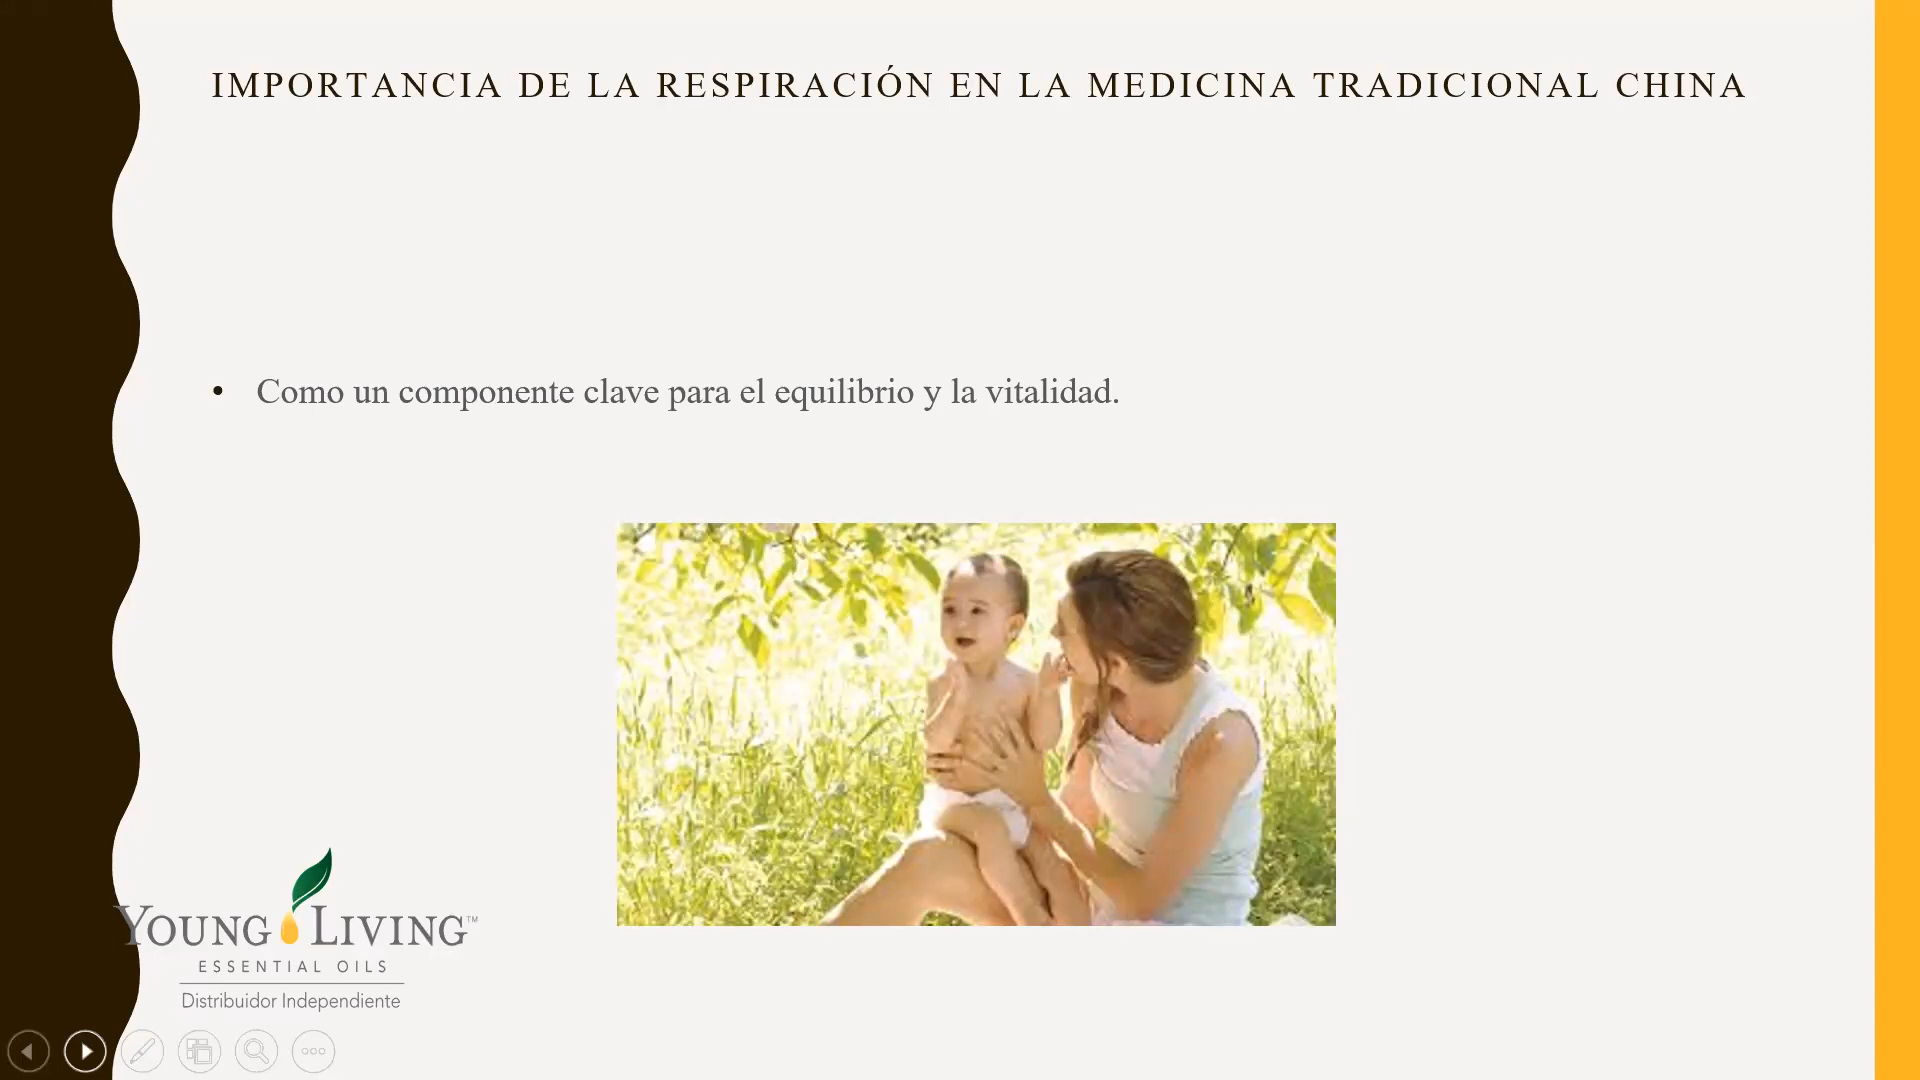 IMPORTANCIA DE LA RESPIRACIÓN EN LA MEDICINA TRADICIONAL CHINA
• Como un componente clave para el equilibrio y la vitalidad.
YOUNG LIVING™
ESSENTIAL OILS
Distribuidor Independiente